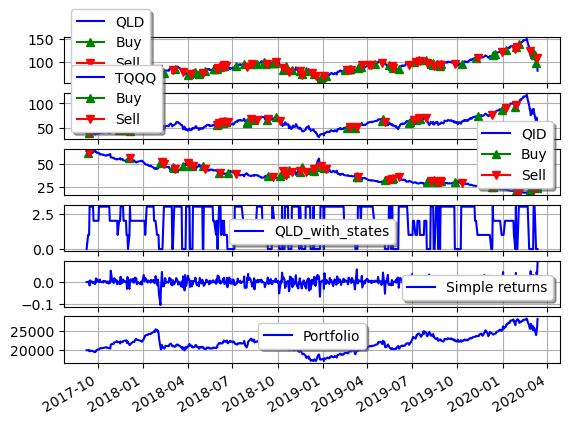 QLD
Buy
Sell
150
100
TQQQ
Buy
Sell
100
50
QID
Buy
Sell
50
25
2.5
0.0
QLD_with_states
0.0
−0.1
Simple returns
25000
20000
Portfolio
2017-10
2018-01
2018-04
2018-07
2018-10
2019-01
2019-04
2019-07
2019-10
2020-01
2020-04